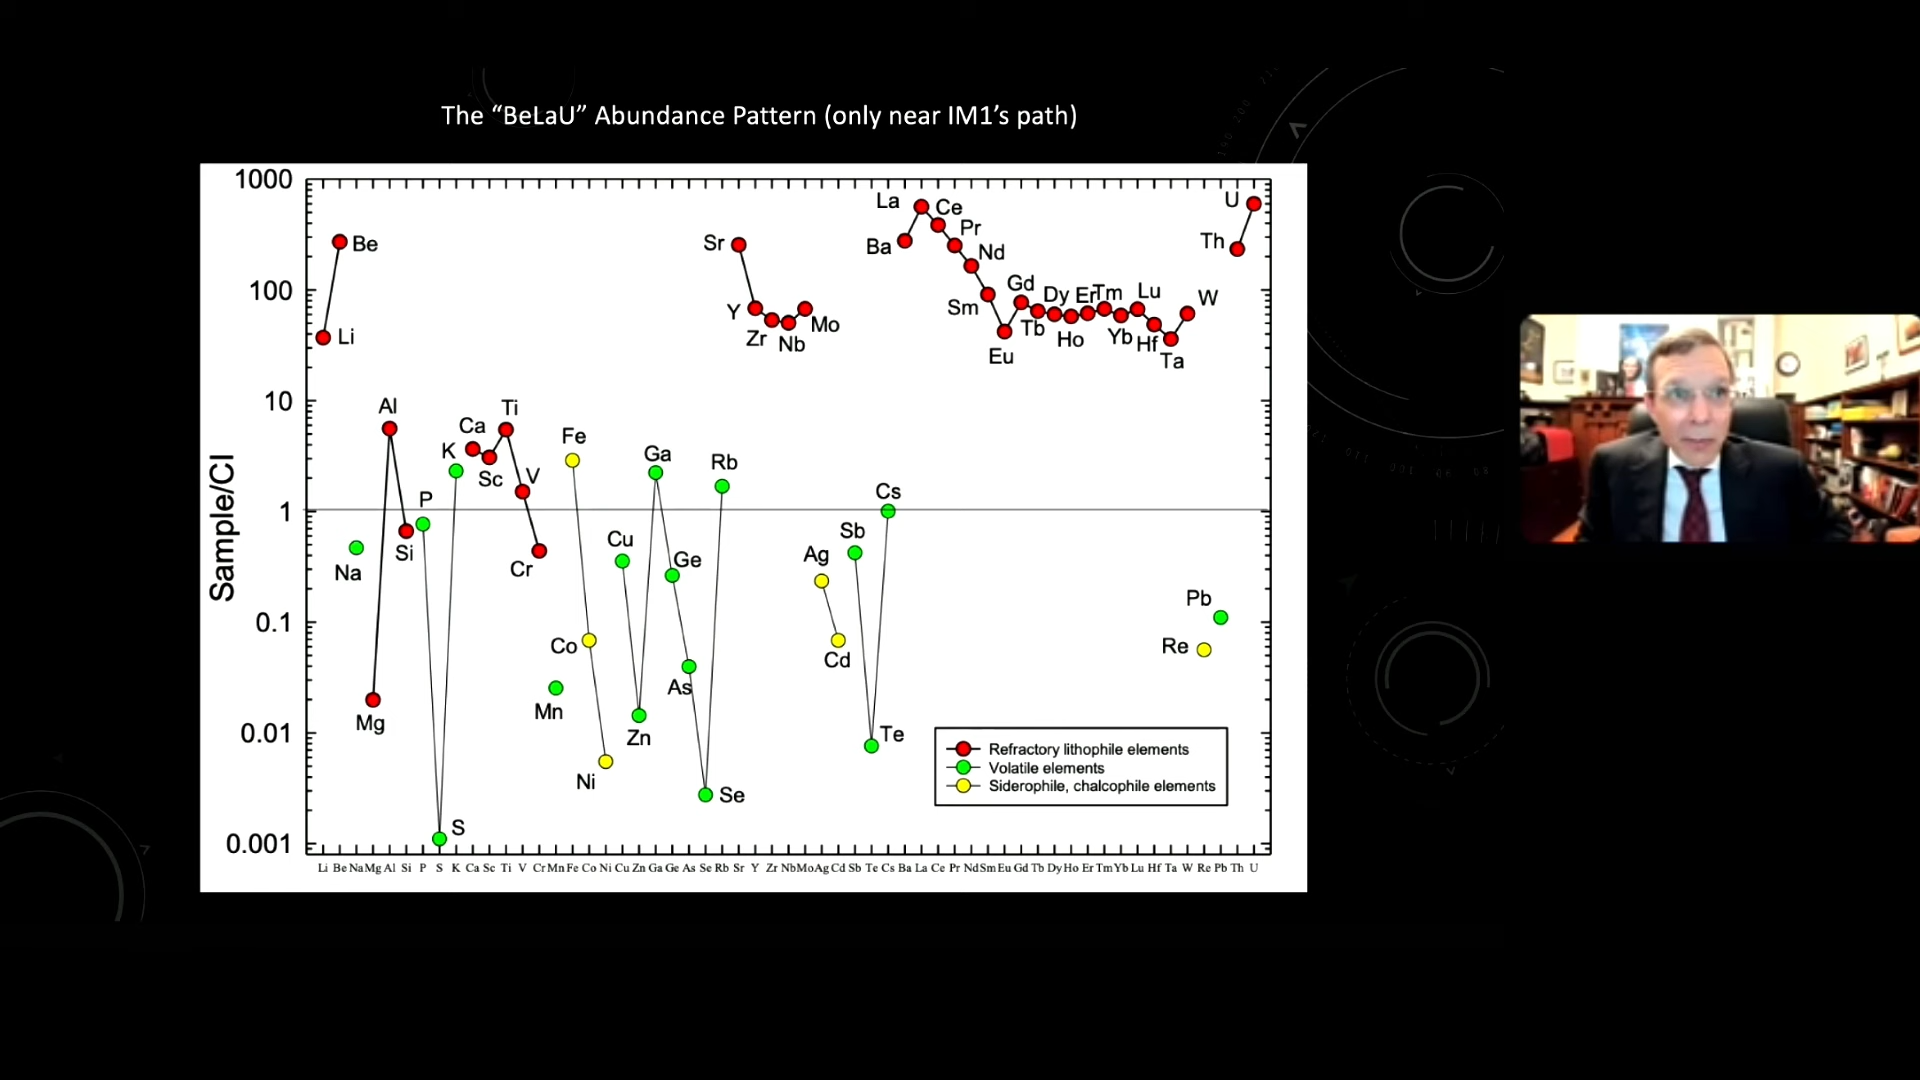 The “BeLaU” Abundance Pattern (only near IM1’s path)
1000
100
10
1
0.1
0.01
0.001
Sample/CI
Li
Be
Na
Mg
Al
Si
P
S
K
Ca
Sc
Ti
V
Cr
Mn
Fe
Co
Ni
Cu
Zn
Ga
Ge
As
Se
Rb
Sr
Y
Zr
Nb
Mo
Ag
Cd
Sb
Te
Cs
Ba
La
Ce
Pr
Nd
Sm
Eu
Gd
Tb
Dy
Ho
Er
Tm
Yb
Lu
Hf
Ta
W
Re
Pb
Th
U
Refractory lithophile elements
Volatile elements
Siderophile, chalcophile elements
Li Be Na Mg Al Si P S K Ca Sc Ti V Cr Mn Fe Co Ni Cu Zn Ga Ge As Se Rb Sr Y Zr Nb Mo Ag Cd Sb Te Cs Ba La Ce Pr Nd Sm Eu Gd Tb Dy Ho Er Tm Yb Lu Hf Ta W Re Pb Th U